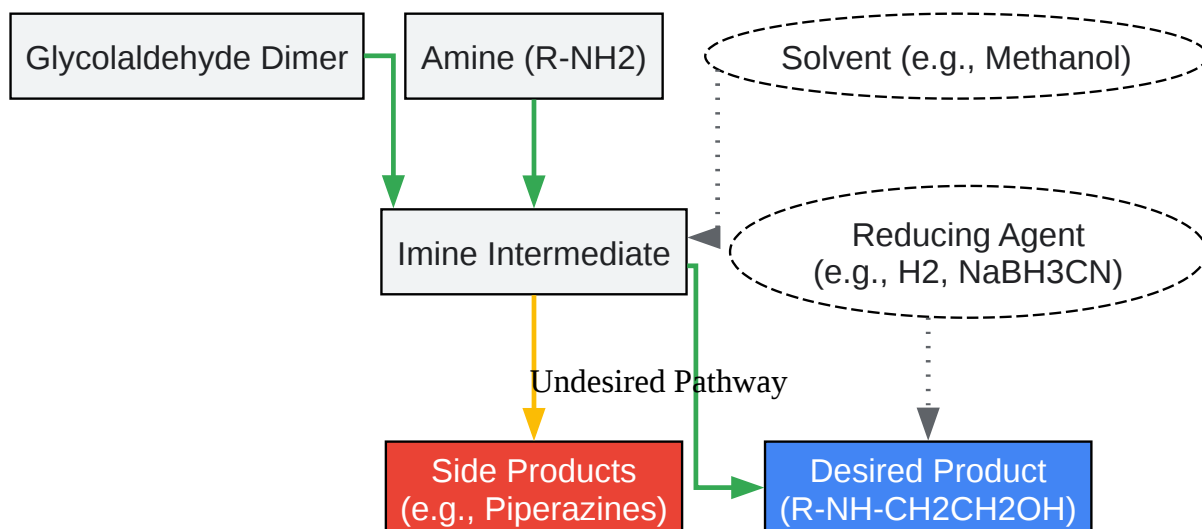 Glycolaldehyde Dimer
Amine (R-NH2)
Solvent (e.g., Methanol)
Imine Intermediate
Reducing Agent
(e.g., H2, NaBH3CN)
Undesired Pathway
Side Products
(e.g., Piperazines)
Desired Product
(R-NH-CH2CH2OH)